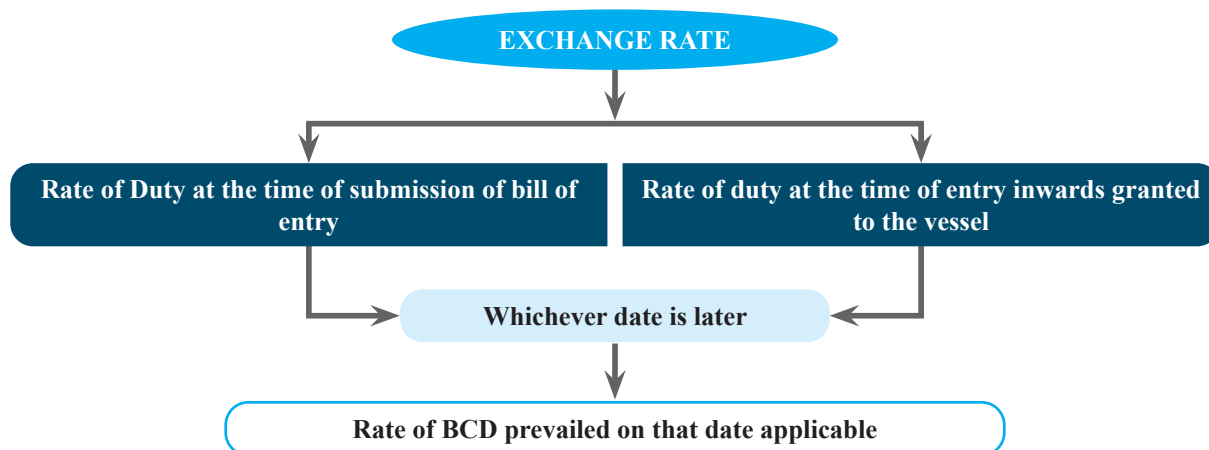 EXCHANGE RATE
Rate of Duty at the time of submission of bill of
entry
Rate of duty at the time of entry inwards granted
to the vessel
Whichever date is later
Rate of BCD prevailed on that date applicable